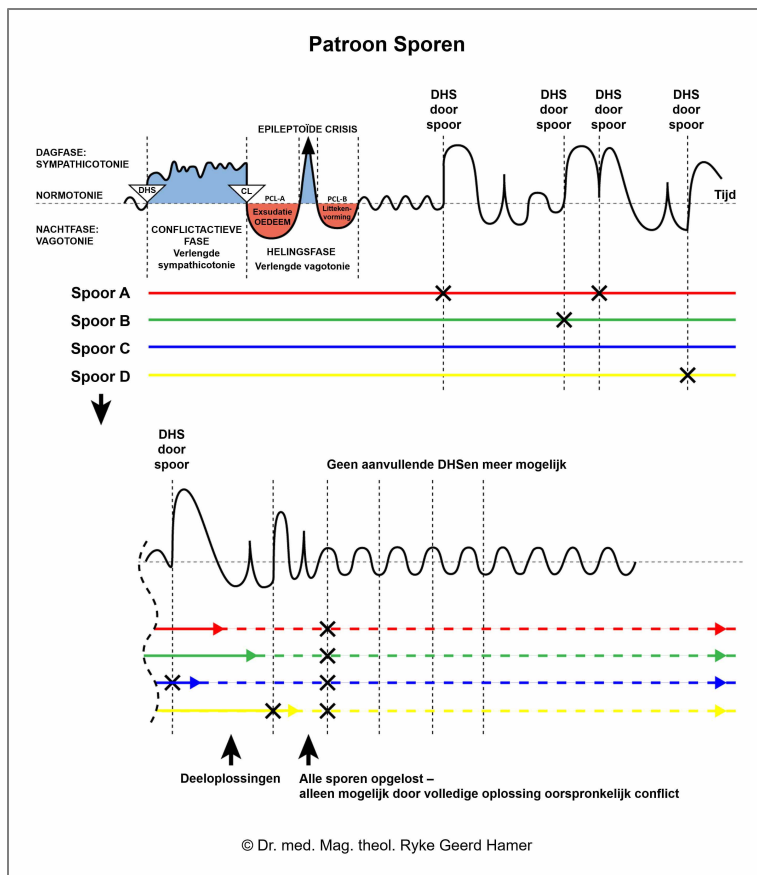 Patroon Sporen
DHS
door
spoor
DHS
door
spoor
DHS
door
spoor
DHS
door
spoor
EPILEPTOÏDE CRISIS
DAGFASE:
SYMPATHICOTONIE
NORMOTONIE
DHS
CL
PCL-A
PCL-B
Exsudatie
OEDEEM
Litteken-
vorming
Tijd
NACHTFASE:
VAGOTONIE
CONFLICTACTIEVE
FASE
Verlengde
sympathicotonie
HELINGSFASE
Verlengde vagotonie
Spoor A
Spoor B
Spoor C
Spoor D
DHS
door
spoor
Geen aanvullende DHSen meer mogelijk
Deeloplossingen
Alle sporen opgelost –
alleen mogelijk door volledige oplossing oorspronkelijk conflict
© Dr. med. Mag. theol. Ryke Geerd Hamer